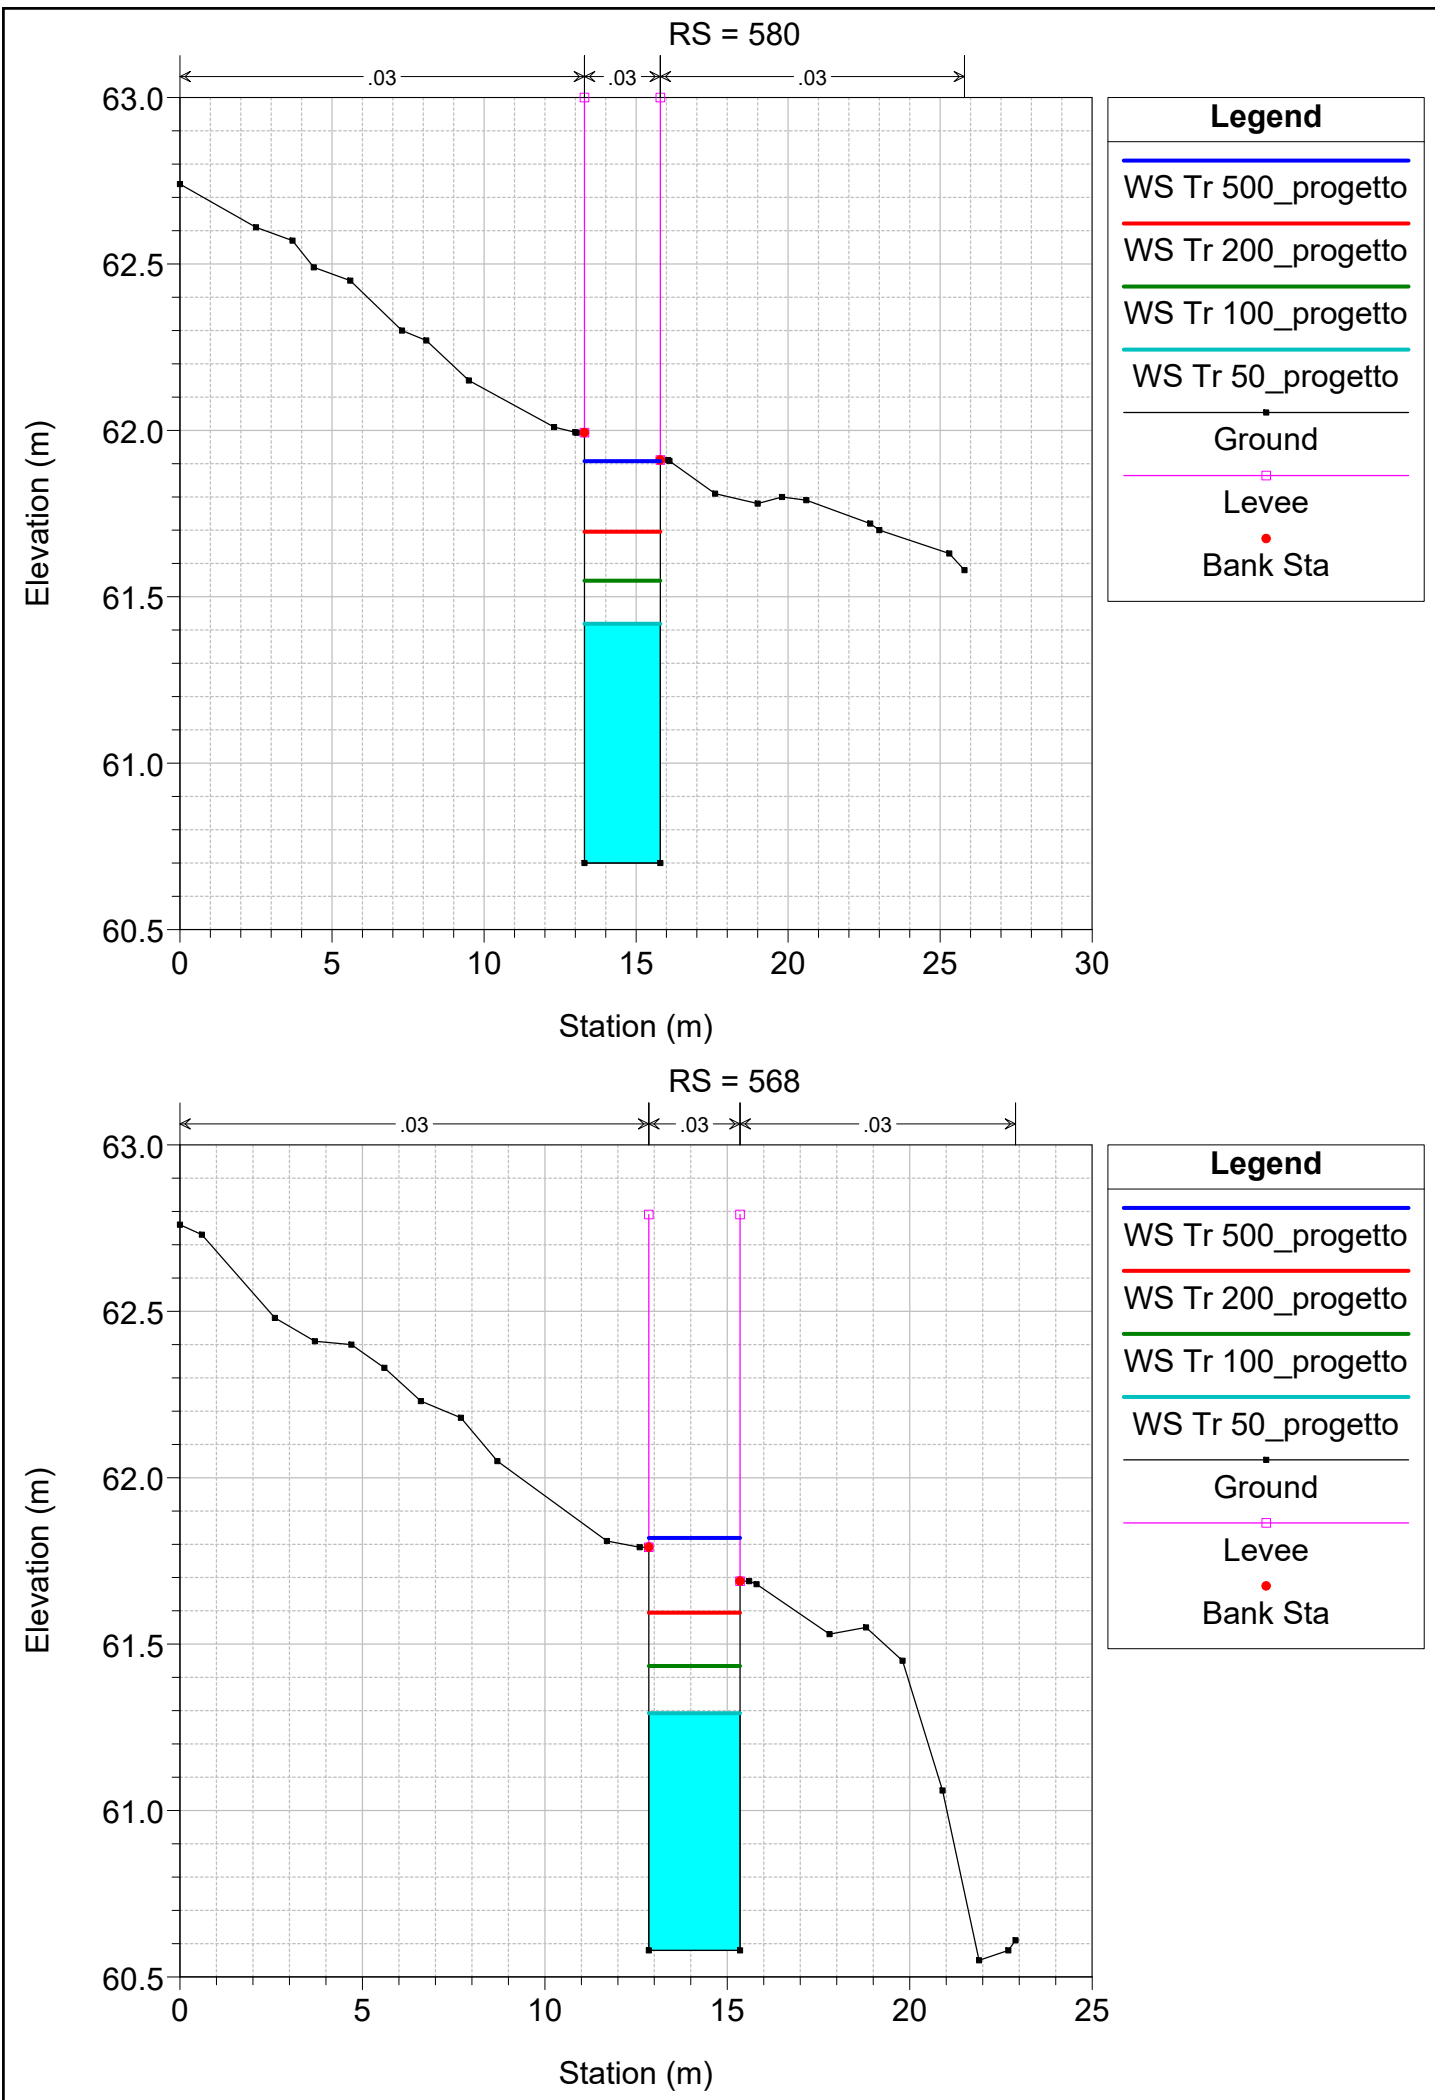 RS = 580
.03 .03 .03
63.0
62.5
62.0
61.5
61.0
60.5
0 5 10 15 20 25 30
Elevation (m)
Station (m)
Legend
WS Tr 500_progetto
WS Tr 200_progetto
WS Tr 100_progetto
WS Tr 50_progetto
Ground
Levee
Bank Sta
RS = 568
.03 .03 .03
63.0
62.5
62.0
61.5
61.0
60.5
0 5 10 15 20 25
Elevation (m)
Station (m)
Legend
WS Tr 500_progetto
WS Tr 200_progetto
WS Tr 100_progetto
WS Tr 50_progetto
Ground
Levee
Bank Sta